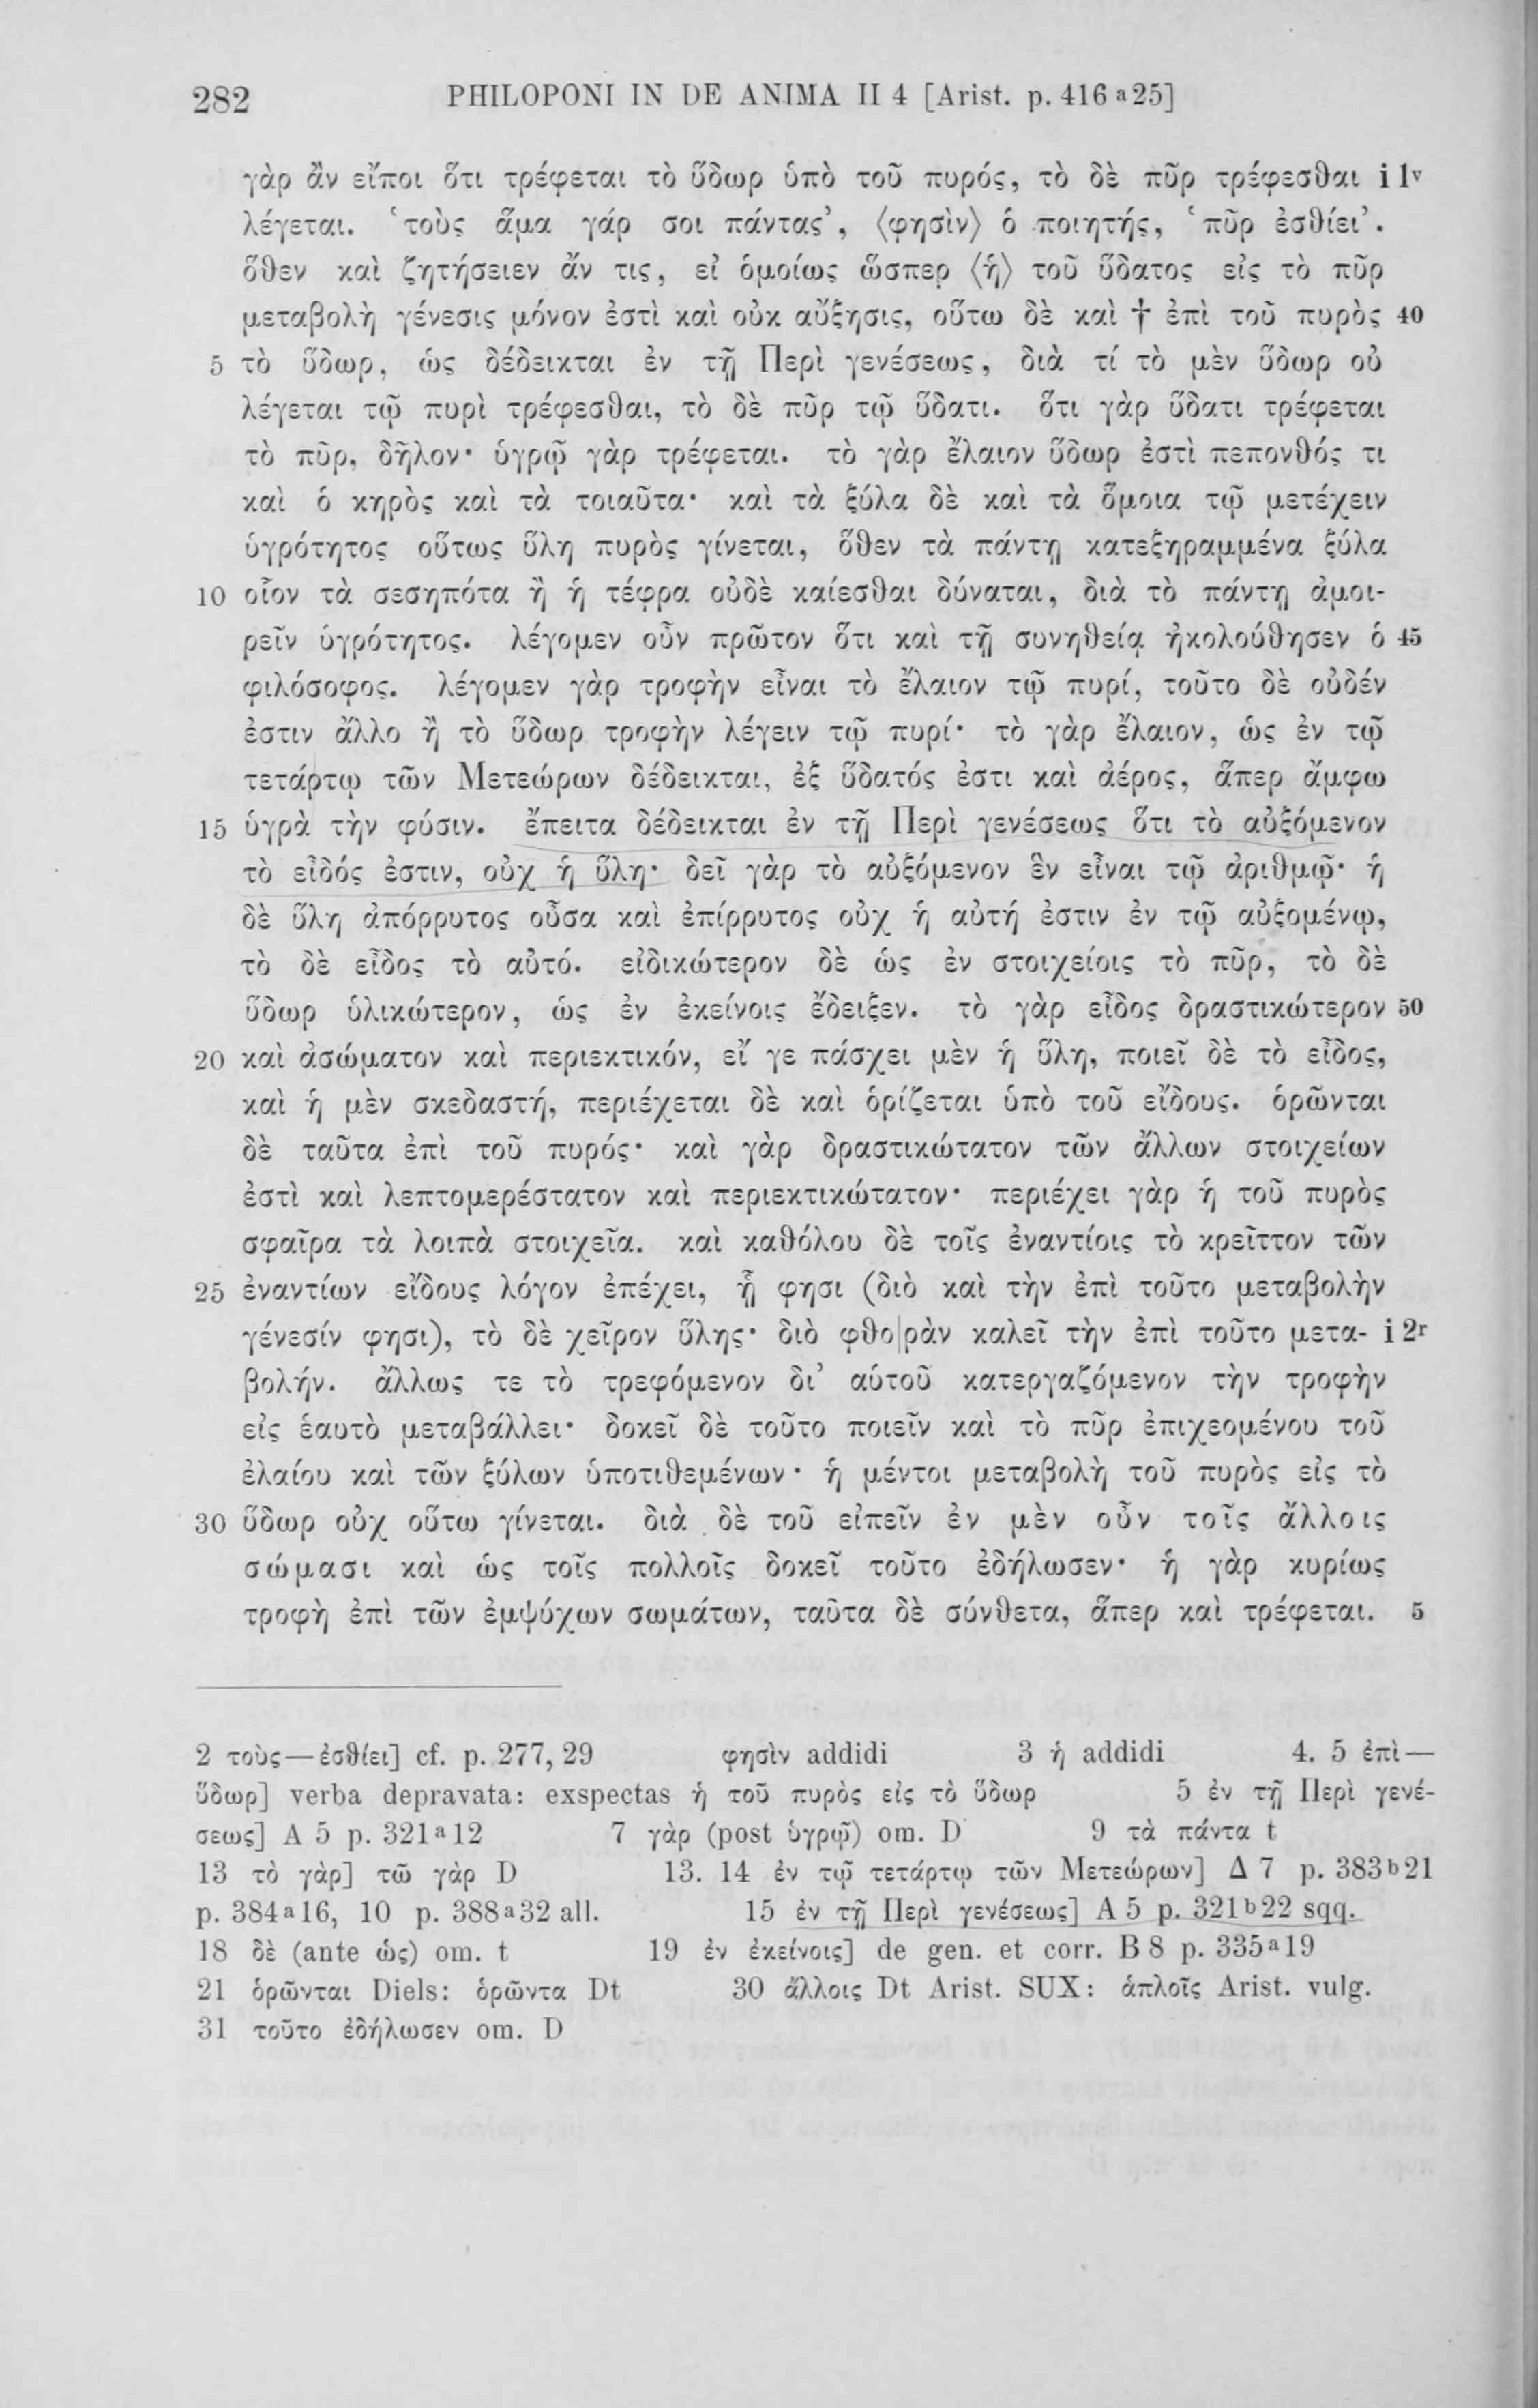 282 PHILOPONI IN DE ANIMA II 4 [Arist. p. 416 a 25]
γὰρ ἂν εἴποι ὅτι τρέφεται τὸ ὕδωρ ὑπὸ τοῦ πυρός, τὸ δὲ πῦρ τρέφεσθαι i 1v
λέγεται. ‘τοὺς ἅμα γάρ σοι πάντας’, ⟨φησὶν⟩ ὁ ποιητής, ‘πῦρ ἐσθίει’.
ὅθεν καὶ ζητήσειεν ἄν τις, εἰ ὁμοίως ὥσπερ ⟨ἡ⟩ τοῦ ὕδατος εἰς τὸ πῦρ
μεταβολὴ γένεσις μόνον ἐστὶ καὶ οὐκ αὔξησις, οὕτω δὲ καὶ † ἐπὶ τοῦ πυρὸς 40
5 τὸ ὕδωρ, ὡς δέδεικται ἐν τῇ Περὶ γενέσεως, διὰ τί τὸ μὲν ὕδωρ οὐ
λέγεται τῷ πυρὶ τρέφεσθαι, τὸ δὲ πῦρ τῷ ὕδατι. ὅτι γὰρ ὕδατι τρέφεται
τὸ πῦρ, δῆλον· ὑγρῷ γὰρ τρέφεται. τὸ γὰρ ἔλαιον ὕδωρ ἐστὶ πεπονθός τι
καὶ ὁ κηρὸς καὶ τὰ τοιαῦτα· καὶ τὰ ξύλα δὲ καὶ τὰ ὅμοια τῷ μετέχειν
ὑγρότητος οὕτως ὕλη πυρὸς γίνεται, ὅθεν τὰ πάντῃ κατεξηραμμένα ξύλα
10 οἷον τὰ σεσηπότα ἢ ἡ τέφρα οὐδὲ καίεσθαι δύναται, διὰ τὸ πάντῃ ἀμοι-
ρεῖν ὑγρότητος. λέγομεν οὖν πρῶτον ὅτι καὶ τῇ συνηθείᾳ ἠκολούθησεν ὁ 45
φιλόσοφος. λέγομεν γὰρ τροφὴν εἶναι τὸ ἔλαιον τῷ πυρί, τοῦτο δὲ οὐδέν
ἐστιν ἄλλο ἢ τὸ ὕδωρ τροφὴν λέγειν τῷ πυρί· τὸ γὰρ ἔλαιον, ὡς ἐν τῷ
τετάρτῳ τῶν Μετεώρων δέδεικται, ἐξ ὕδατός ἐστι καὶ ἀέρος, ἅπερ ἄμφω
15 ὑγρὰ τὴν φύσιν. ἔπειτα δέδεικται ἐν τῇ Περὶ γενέσεως ὅτι τὸ αὐξόμενον
τὸ εἶδός ἐστιν, οὐχ ἡ ὕλη· δεῖ γὰρ τὸ αὐξόμενον ἓν εἶναι τῷ ἀριθμῷ· ἡ
δὲ ὕλη ἀπόρρυτος οὖσα καὶ ἐπίρρυτος οὐχ ἡ αὐτή ἐστιν ἐν τῷ αὐξομένῳ,
τὸ δὲ εἶδος τὸ αὐτό. εἰδικώτερον δὲ ὡς ἐν στοιχείοις τὸ πῦρ, τὸ δὲ
ὕδωρ ὑλικώτερον, ὡς ἐν ἐκείνοις ἔδειξεν. τὸ γὰρ εἶδος δραστικώτερον 50
20 καὶ ἀσώματον καὶ περιεκτικόν, εἴ γε πάσχει μὲν ἡ ὕλη, ποιεῖ δὲ τὸ εἶδος,
καὶ ἡ μὲν σκεδαστή, περιέχεται δὲ καὶ ὁρίζεται ὑπὸ τοῦ εἴδους. ὁρῶνται
δὲ ταῦτα ἐπὶ τοῦ πυρός· καὶ γὰρ δραστικώτατον τῶν ἄλλων στοιχείων
ἐστὶ καὶ λεπτομερέστατον καὶ περιεκτικώτατον· περιέχει γὰρ ἡ τοῦ πυρὸς
σφαῖρα τὰ λοιπὰ στοιχεῖα. καὶ καθόλου δὲ τοῖς ἐναντίοις τὸ κρεῖττον τῶν
25 ἐναντίων εἴδους λόγον ἐπέχει, ᾗ φησι (διὸ καὶ τὴν ἐπὶ τοῦτο μεταβολὴν
γένεσίν φησι), τὸ δὲ χεῖρον ὕλης· διὸ φθο|ρὰν καλεῖ τὴν ἐπὶ τοῦτο μετα- i 2r
βολήν. ἄλλως τε τὸ τρεφόμενον δι’ αὑτοῦ κατεργαζόμενον τὴν τροφὴν
εἰς ἑαυτὸ μεταβάλλει· δοκεῖ δὲ τοῦτο ποιεῖν καὶ τὸ πῦρ ἐπιχεομένου τοῦ
ἐλαίου καὶ τῶν ξύλων ὑποτιθεμένων· ἡ μέντοι μεταβολὴ τοῦ πυρὸς εἰς τὸ
30 ὕδωρ οὐχ οὕτω γίνεται. διὰ δὲ τοῦ εἰπεῖν ἐν μὲν οὖν τοῖς ἄλλοις
σώμασι καὶ ὡς τοῖς πολλοῖς δοκεῖ τοῦτο ἐδήλωσεν· ἡ γὰρ κυρίως
τροφὴ ἐπὶ τῶν ἐμψύχων σωμάτων, ταῦτα δὲ σύνθετα, ἅπερ καὶ τρέφεται. 5
2 τοὺς—ἐσθίει] cf. p. 277, 29 φησὶν addidi 3 ἡ addidi 4. 5 ἐπὶ—
ὕδωρ] verba depravata: exspectas ἡ τοῦ πυρὸς εἰς τὸ ὕδωρ 5 ἐν τῇ Περὶ γενέ-
σεως] A 5 p. 321 a 12 7 γὰρ (post ὑγρῷ) om. D 9 τὰ πάντα t
13 τὸ γὰρ] τῶ γὰρ D 13. 14 ἐν τῷ τετάρτῳ τῶν Μετεώρων] Δ 7 p. 383 b 21
p. 384 a 16, 10 p. 388 a 32 all. 15 ἐν τῇ Περὶ γενέσεως] A 5 p. 321 b 22 sqq.
18 δὲ (ante ὡς) om. t 19 ἐν ἐκείνοις] de gen. et corr. B 8 p. 335 a 19
21 ὁρῶνται Diels: ὁρῶντα Dt 30 ἄλλοις Dt Arist. SUX: ἁπλοῖς Arist. vulg.
31 τοῦτο ἐδήλωσεν om. D